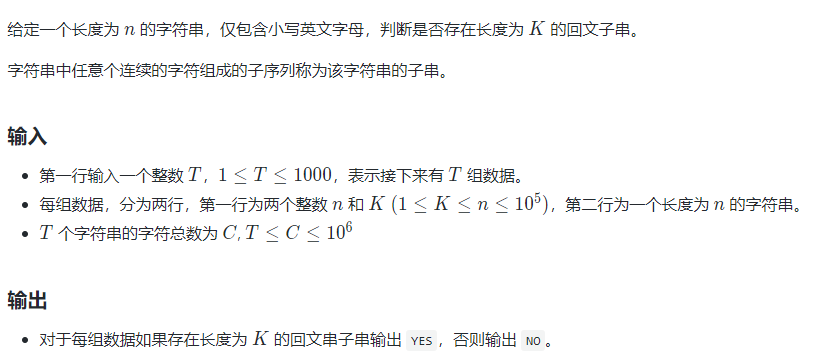 给定一个长度为 n 的字符串，仅包含小写英文字母，判断是否存在长度为 K 的回文子串。
字符串中任意个连续的字符组成的子序列称为该字符串的子串。
输入
• 第一行输入一个整数 T，1 ≤ T ≤ 1000，表示接下来有 T 组数据。
• 每组数据，分为两行，第一行为两个整数 n 和 K (1 ≤ K ≤ n ≤ 10^5)，第二行为一个长度为 n 的字符串。
• T 个字符串的字符总数为 C, T ≤ C ≤ 10^6
输出
• 对于每组数据如果存在长度为 K 的回文串子串输出 YES，否则输出 NO。